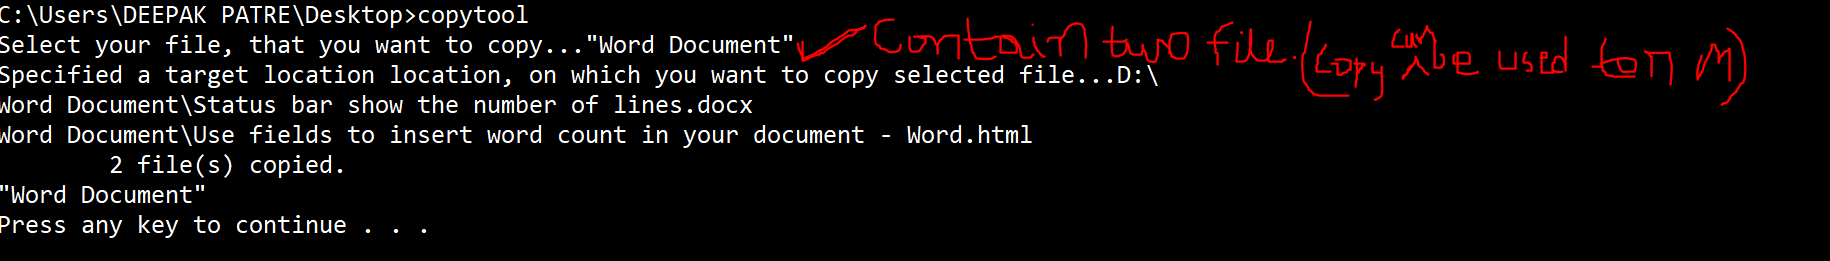 C:\Users\DEEPAK PATRE\Desktop>copytool
Select your file, that you want to copy..."Word Document" Contain two file. (copy can be used for M)
Specified a target location location, on which you want to copy selected file...D:\
Word Document\Status bar show the number of lines.docx
Word Document\Use fields to insert word count in your document - Word.html
2 file(s) copied.
"Word Document"
Press any key to continue . . .